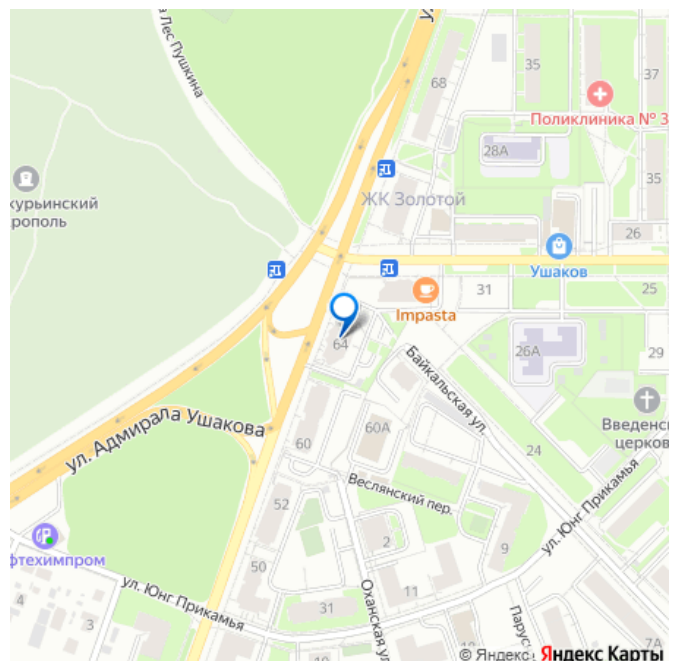 ул.
а Лес Пушкина
68
35
37
Поликлиника № 3
28А
35
курьинский
рополь
ЖК Золотой
26
Ушаков
31
25
Impasta
64
26А
29
Байкальская ул.
Введенс
церков
ул. Адмирала Ушакова
60
60А
24
Веслянский пер.
ул. Юнг Прикамья
52
фтехимпром
2
9
50
11
ул. Юнг Прикамья
4
3
31
Оханская ул
Парус
7А
© Яндекс
Яндекс Карты